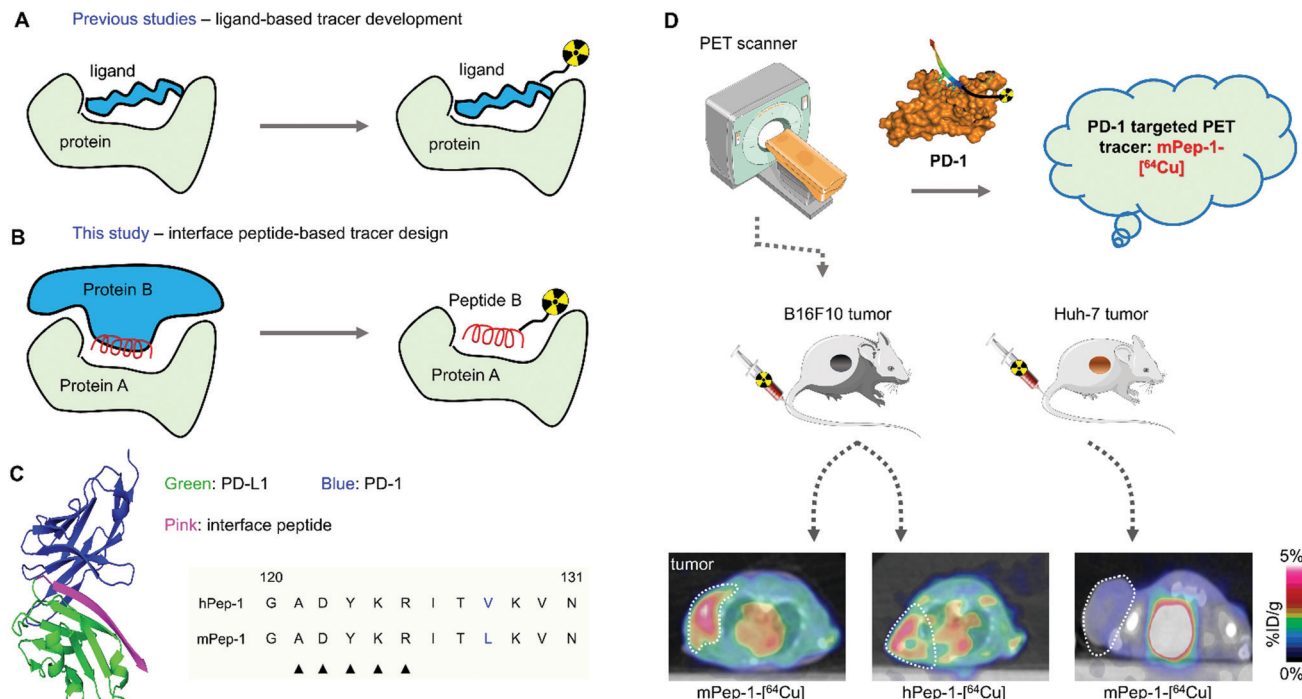 A
Previous studies – ligand-based tracer development
ligand
protein
ligand
protein
B
This study – interface peptide-based tracer design
Protein B
Protein A
Peptide B
Protein A
C
Green: PD-L1
Blue: PD-1
Pink: interface peptide
120 131
hPep-1 G A D Y K R I T V K V N
mPep-1 G A D Y K R I T L K V N
D
PET scanner
PD-1
PD-1 targeted PET
tracer: mPep-1-
[⁶⁴Cu]
B16F10 tumor
Huh-7 tumor
tumor
mPep-1-[⁶⁴Cu]
hPep-1-[⁶⁴Cu]
mPep-1-[⁶⁴Cu]
5%
%ID/g
0%